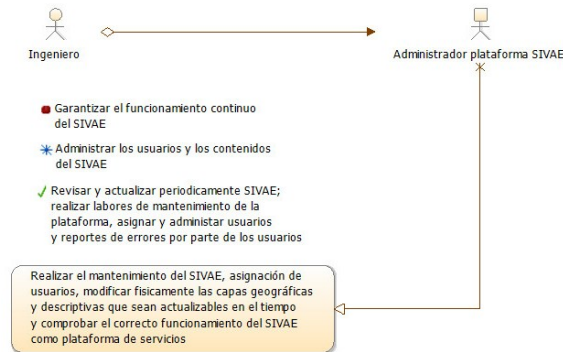 Ingeniero
Administrador plataforma SIVAE
Garantizar el funcionamiento continuo
del SIVAE
Administrar los usuarios y los contenidos
del SIVAE
Revisar y actualizar periodicamente SIVAE;
realizar labores de mantenimiento de la
plataforma, asignar y administar usuarios
y reportes de errores por parte de los usuarios
Realizar el mantenimiento del SIVAE, asignación de
usuarios, modificar fisicamente las capas geográficas
y descriptivas que sean actualizables en el tiempo
y comprobar el correcto funcionamiento del SIVAE
como plataforma de servicios